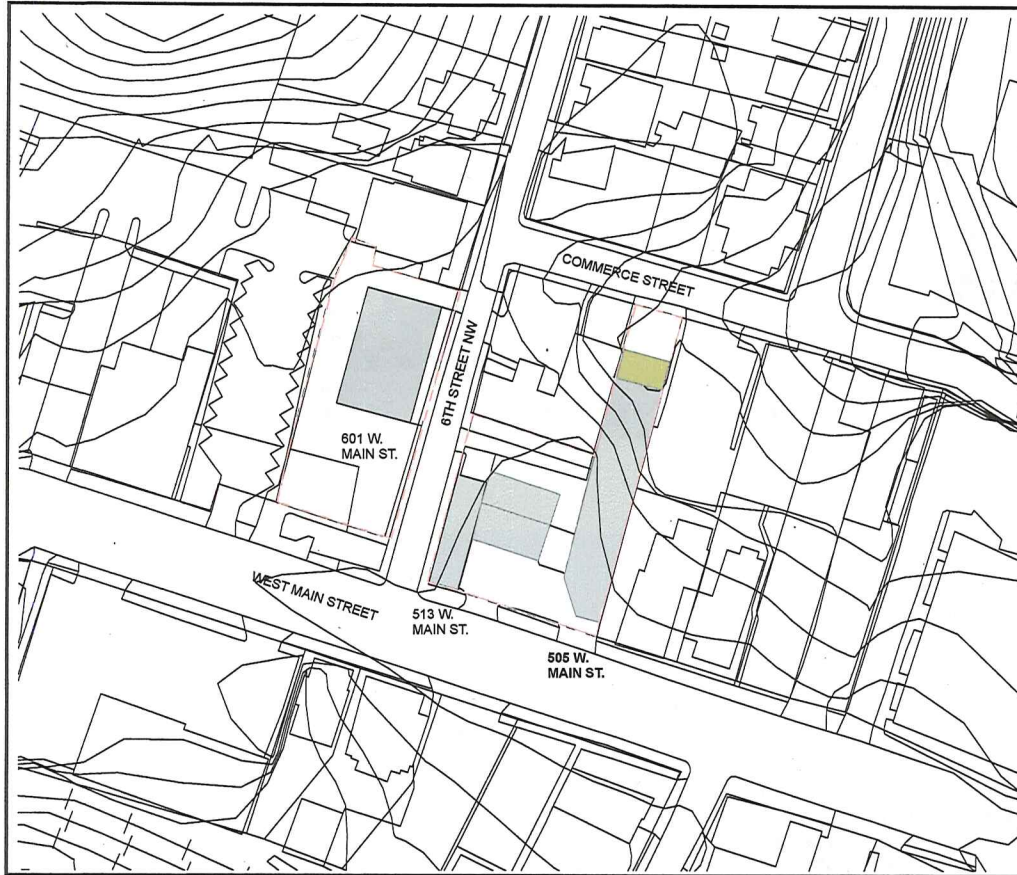 COMMERCE STREET
6TH STREET NW
601 W.
MAIN ST.
WEST MAIN STREET
513 W.
MAIN ST.
505 W.
MAIN ST.